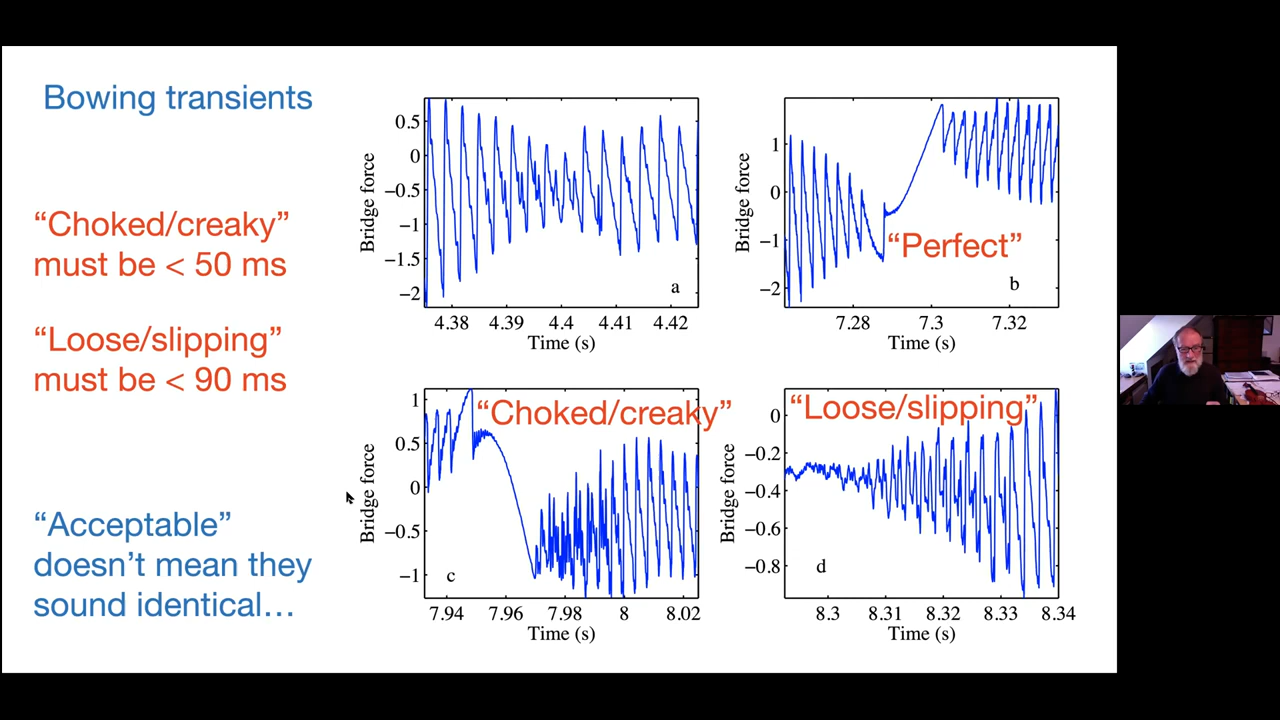 Bowing transients
“Choked/creaky”
must be < 50 ms
“Loose/slipping”
must be < 90 ms
“Acceptable”
doesn’t mean they
sound identical…
Bridge force
0.5
0
−0.5
−1
−1.5
−2
a
4.38 4.39 4.4 4.41 4.42
Time (s)
Bridge force
1
0
−1
−2
“Perfect”
b
7.28 7.3 7.32
Time (s)
Bridge force
1
0.5
0
−0.5
−1
“Choked/creaky”
c
7.94 7.96 7.98 8 8.02
Time (s)
Bridge force
0
−0.2
−0.4
−0.6
−0.8
“Loose/slipping”
d
8.3 8.31 8.32 8.33 8.34
Time (s)